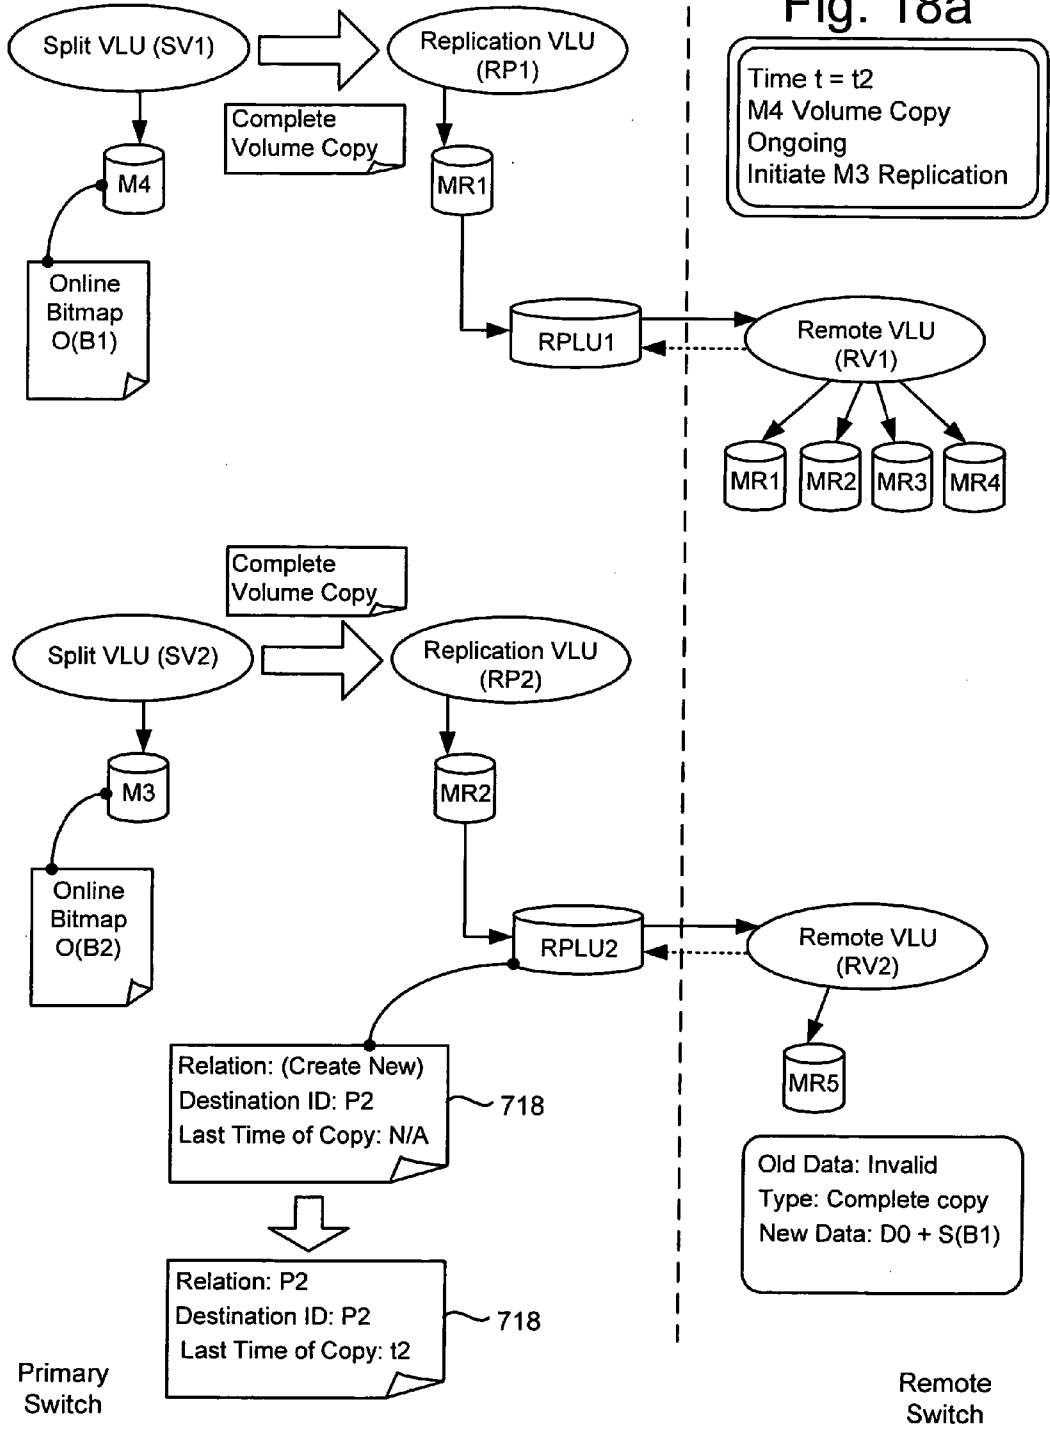 Fig. 18a
Split VLU (SV1)
Replication VLU
(RP1)
Complete
Volume Copy
Time t = t2
M4 Volume Copy
Ongoing
Initiate M3 Replication
M4
MR1
Online
Bitmap
O(B1)
RPLU1
Remote VLU
(RV1)
MR1
MR2
MR3
MR4
Complete
Volume Copy
Split VLU (SV2)
Replication VLU
(RP2)
M3
MR2
Online
Bitmap
O(B2)
RPLU2
Remote VLU
(RV2)
MR5
Relation: (Create New)
Destination ID: P2
Last Time of Copy: N/A
718
Old Data: Invalid
Type: Complete copy
New Data: D0 + S(B1)
Relation: P2
Destination ID: P2
Last Time of Copy: t2
718
Primary
Switch
Remote
Switch